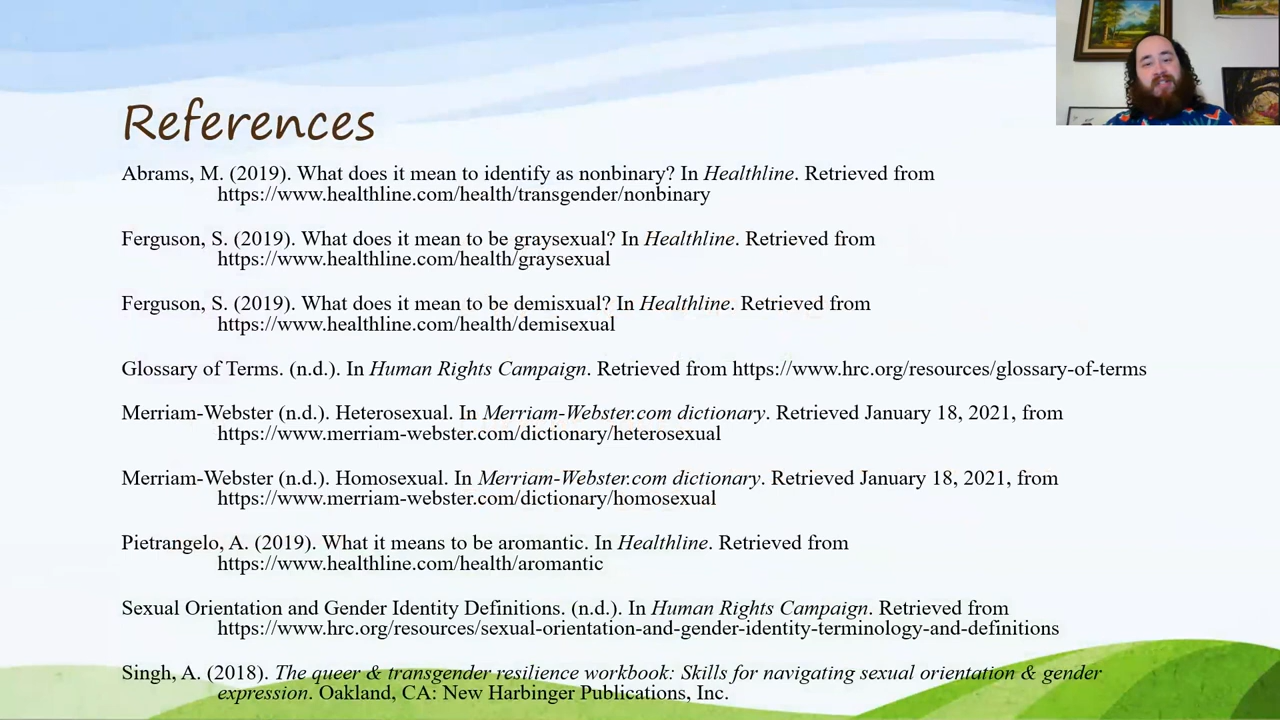 References
Abrams, M. (2019). What does it mean to identify as nonbinary? In Healthline. Retrieved from
https://www.healthline.com/health/transgender/nonbinary
Ferguson, S. (2019). What does it mean to be graysexual? In Healthline. Retrieved from
https://www.healthline.com/health/graysexual
Ferguson, S. (2019). What does it mean to be demisxual? In Healthline. Retrieved from
https://www.healthline.com/health/demisexual
Glossary of Terms. (n.d.). In Human Rights Campaign. Retrieved from https://www.hrc.org/resources/glossary-of-terms
Merriam-Webster (n.d.). Heterosexual. In Merriam-Webster.com dictionary. Retrieved January 18, 2021, from
https://www.merriam-webster.com/dictionary/heterosexual
Merriam-Webster (n.d.). Homosexual. In Merriam-Webster.com dictionary. Retrieved January 18, 2021, from
https://www.merriam-webster.com/dictionary/homosexual
Pietrangelo, A. (2019). What it means to be aromantic. In Healthline. Retrieved from
https://www.healthline.com/health/aromantic
Sexual Orientation and Gender Identity Definitions. (n.d.). In Human Rights Campaign. Retrieved from
https://www.hrc.org/resources/sexual-orientation-and-gender-identity-terminology-and-definitions
Singh, A. (2018). The queer & transgender resilience workbook: Skills for navigating sexual orientation & gender
expression. Oakland, CA: New Harbinger Publications, Inc.